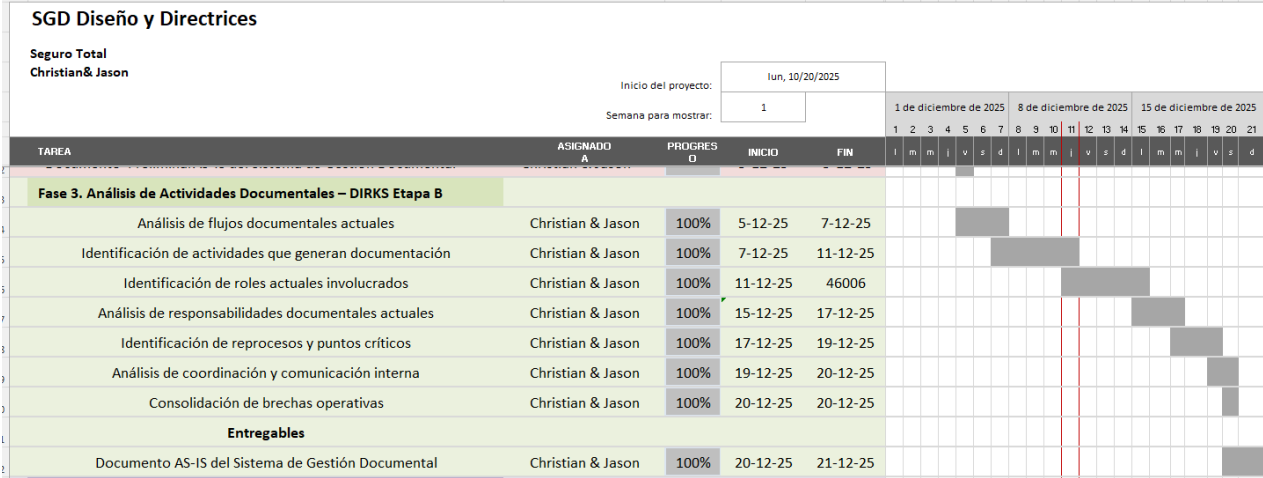 SGD Diseño y Directrices
Seguro Total
Christian& Jason
Inicio del proyecto: lun, 10/20/2025
Semana para mostrar: 1
1 de diciembre de 2025 8 de diciembre de 2025 15 de diciembre de 2025
1 2 3 4 5 6 7 8 9 10 11 12 13 14 15 16 17 18 19 20 21
TAREA ASIGNADO A PROGRESO INICIO FIN l m m j v s d l m m j v s d l m m j v s d
Fase 3. Análisis de Actividades Documentales – DIRKS Etapa B
Análisis de flujos documentales actuales Christian & Jason 100% 5-12-25 7-12-25
Identificación de actividades que generan documentación Christian & Jason 100% 7-12-25 11-12-25
Identificación de roles actuales involucrados Christian & Jason 100% 11-12-25 46006
Análisis de responsabilidades documentales actuales Christian & Jason 100% 15-12-25 17-12-25
Identificación de reprocesos y puntos críticos Christian & Jason 100% 17-12-25 19-12-25
Análisis de coordinación y comunicación interna Christian & Jason 100% 19-12-25 20-12-25
Consolidación de brechas operativas Christian & Jason 100% 20-12-25 20-12-25
Entregables
Documento AS-IS del Sistema de Gestión Documental Christian & Jason 100% 20-12-25 21-12-25